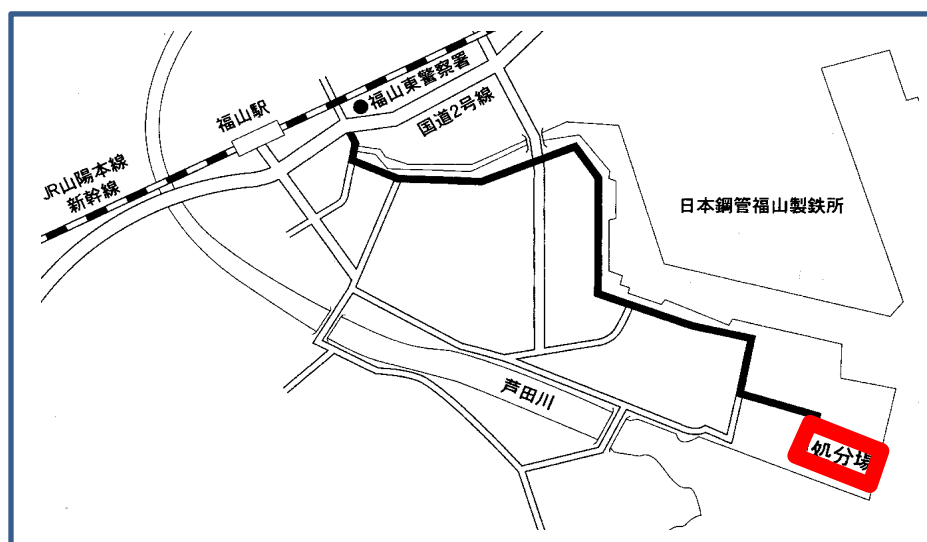 福山東警察署
福山駅
国道2号線
JR山陽本線
新幹線
日本鋼管福山製鉄所
芦田川
処分場